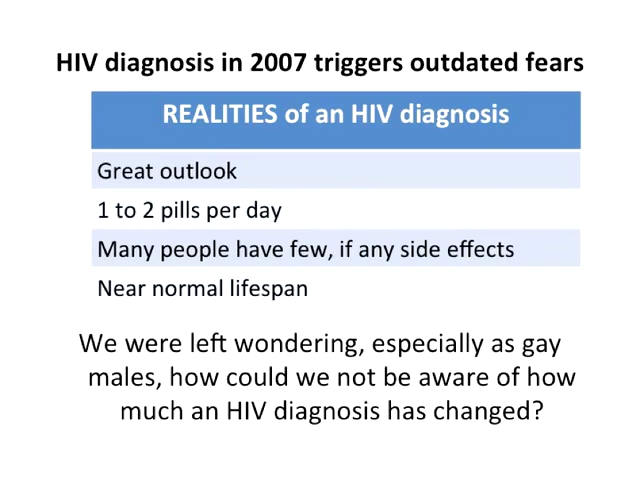 HIV diagnosis in 2007 triggers outdated fears
REALITIES of an HIV diagnosis
Great outlook
1 to 2 pills per day
Many people have few, if any side effects
Near normal lifespan
We were left wondering, especially as gay
males, how could we not be aware of how
much an HIV diagnosis has changed?